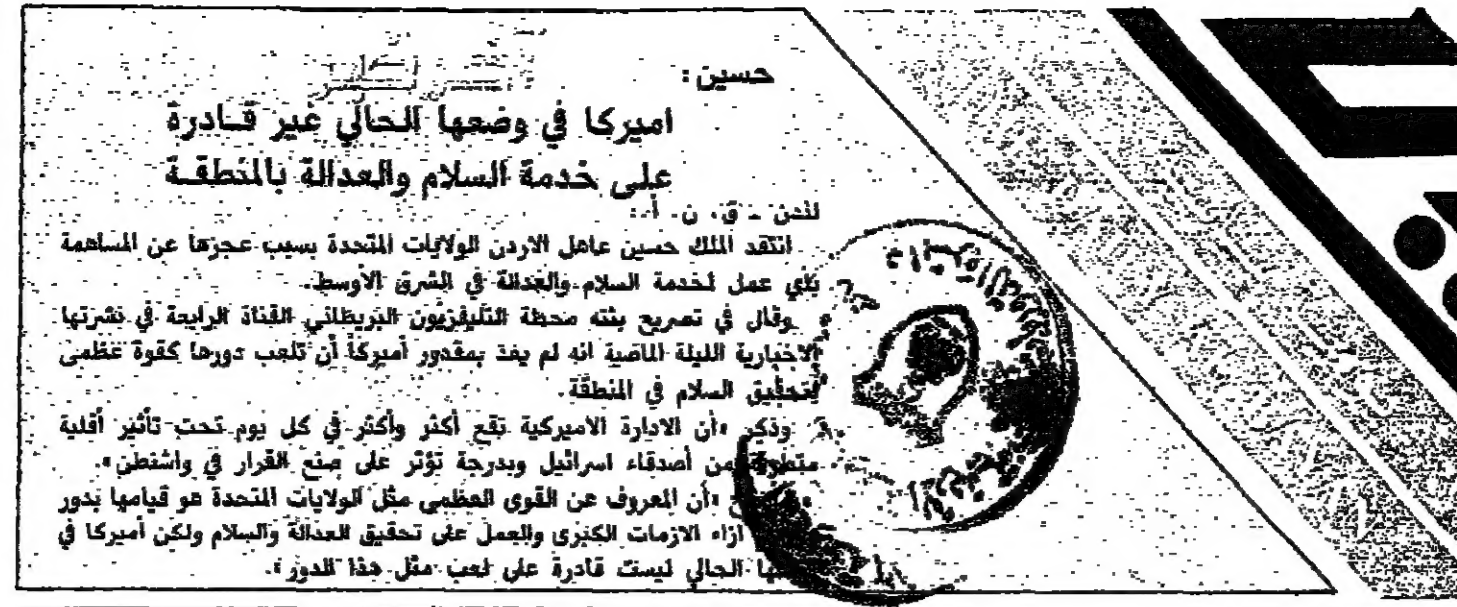 حسين :
اميركا في وضعها الحالي غير قــادرة
على خدمة السلام والعدالة بالمنطقــة
لندن ـ ق. ن. أ. :
انتقد الملك حسين عاهل الاردن الولايات المتحدة بسبب عجزها عن المساهمة
بأي عمل لخدمة السلام والعدالة في الشرق الأوسط.
وقال في تصريح بثته محطة التليفزيون البريطاني القناة الرابعة في نشرتها
الاخبارية الليلة الماضية انه لم يعد بمقدور أميركا أن تلعب دورها كقوة عظمى
لتحقيق السلام في المنطقة.
وذكر «أن الادارة الاميركية تقع أكثر وأكثر في كل يوم تحت تأثير أقلية
من أصدقاء اسرائيل وبدرجة تؤثر على صنع القرار في واشنطن».
«أن المعروف عن القوى العظمى مثل الولايات المتحدة هو قيامها بدور
ازاء الازمات الكبرى والعمل على تحقيق العدالة والسلام ولكن أميركا في
الحالي ليست قادرة على لعب مثل هذا الدور».